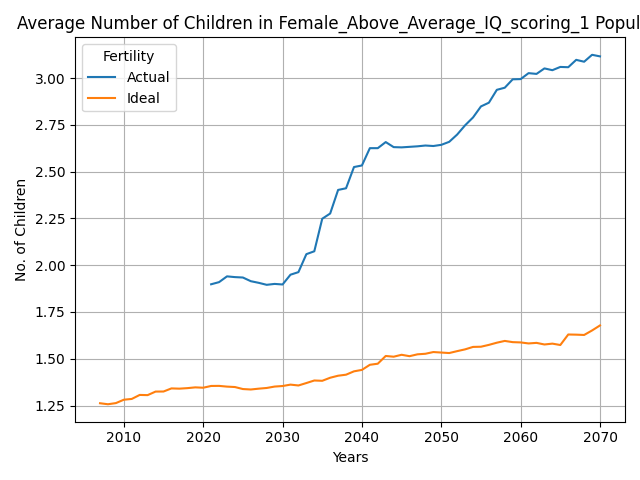 Average Number of Children in Female_Above_Average_IQ_scoring_1 Popul
Fertility
Actual
Ideal
No. of Children
3.00
2.75
2.50
2.25
2.00
1.75
1.50
1.25
2010 2020 2030 2040 2050 2060 2070
Years